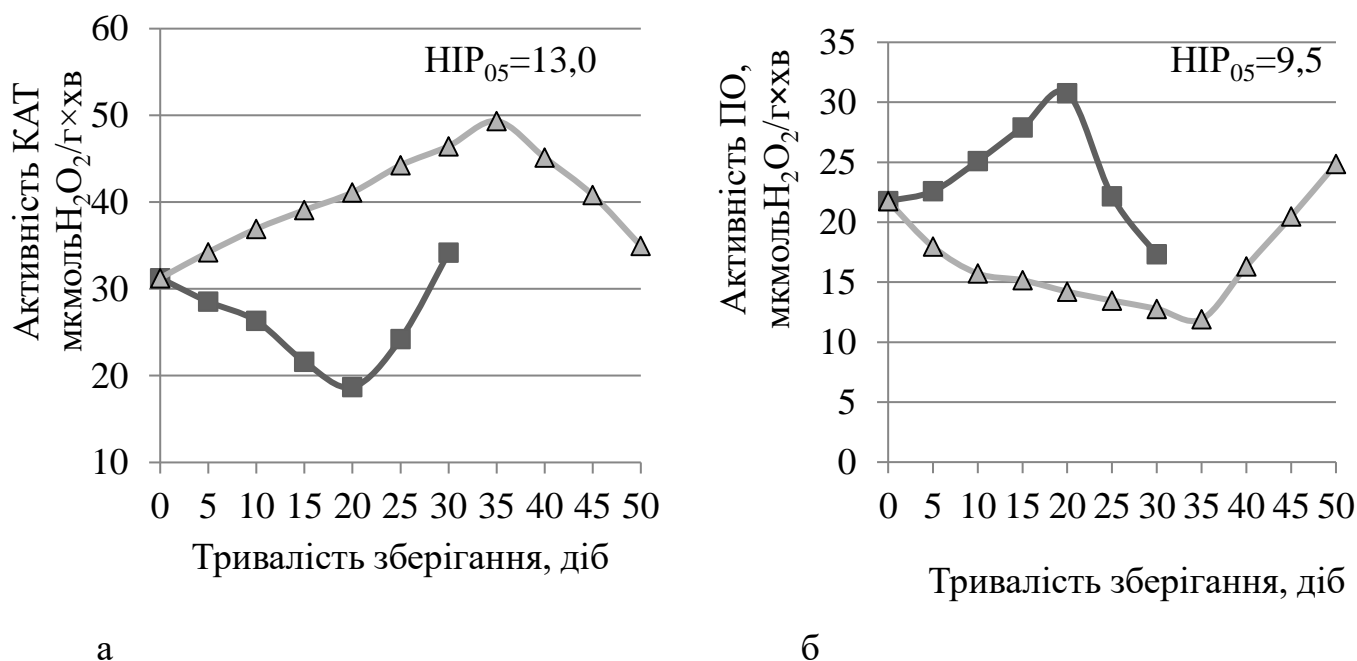 Активність КАТ
мкмольH₂O₂/г×хв
60
50
40
30
20
10
НІР₀₅=13,0
0 5 10 15 20 25 30 35 40 45 50
Тривалість зберігання, діб
а
Активність ПО,
мкмольH₂O₂/г×хв
35
30
25
20
15
10
5
0
НІР₀₅=9,5
0 5 10 15 20 25 30 35 40 45 50
Тривалість зберігання, діб
б